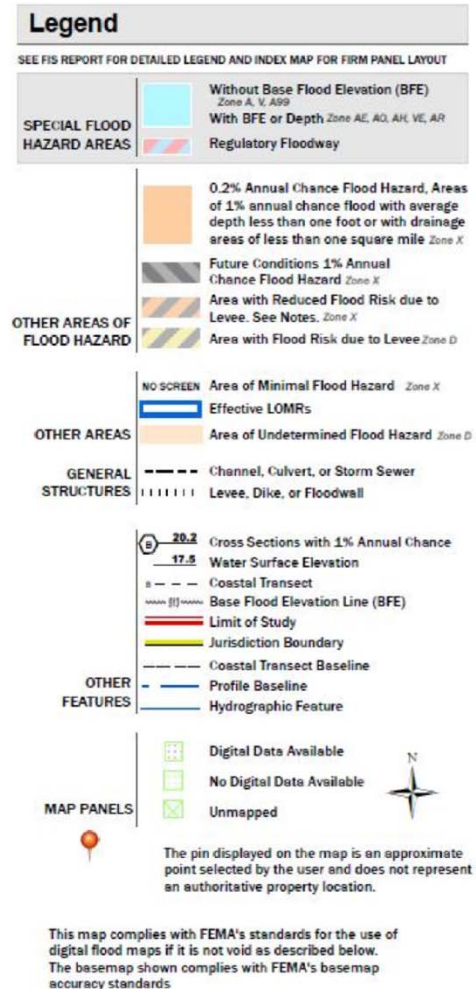 Legend
SEE FIS REPORT FOR DETAILED LEGEND AND INDEX MAP FOR FIRM PANEL LAYOUT
SPECIAL FLOOD
HAZARD AREAS
Without Base Flood Elevation (BFE)
Zone A, V, A99
With BFE or Depth Zone AE, AO, AH, VE, AR
Regulatory Floodway
OTHER AREAS OF
FLOOD HAZARD
0.2% Annual Chance Flood Hazard, Areas
of 1% annual chance flood with average
depth less than one foot or with drainage
areas of less than one square mile Zone X
Future Conditions 1% Annual
Chance Flood Hazard Zone X
Area with Reduced Flood Risk due to
Levee. See Notes. Zone X
Area with Flood Risk due to Levee Zone D
OTHER AREAS
NO SCREEN Area of Minimal Flood Hazard Zone X
Effective LOMRs
Area of Undetermined Flood Hazard Zone D
GENERAL
STRUCTURES
Channel, Culvert, or Storm Sewer
Levee, Dike, or Floodwall
OTHER
FEATURES
B 20.2 Cross Sections with 1% Annual Chance
17.5 Water Surface Elevation
8 Coastal Transect
Base Flood Elevation Line (BFE)
Limit of Study
Jurisdiction Boundary
Coastal Transect Baseline
Profile Baseline
Hydrographic Feature
MAP PANELS
Digital Data Available
No Digital Data Available
Unmapped
N
The pin displayed on the map is an approximate
point selected by the user and does not represent
an authoritative property location.
This map complies with FEMA's standards for the use of
digital flood maps if it is not void as described below.
The basemap shown complies with FEMA's basemap
accuracy standards